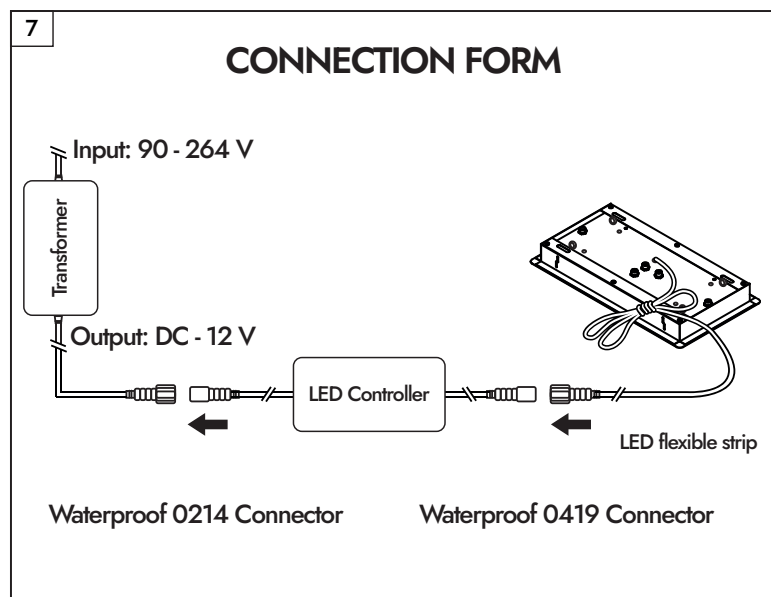 7
CONNECTION FORM
Input: 90 - 264 V
Transformer
Output: DC - 12 V
LED Controller
LED flexible strip
Waterproof 0214 Connector
Waterproof 0419 Connector